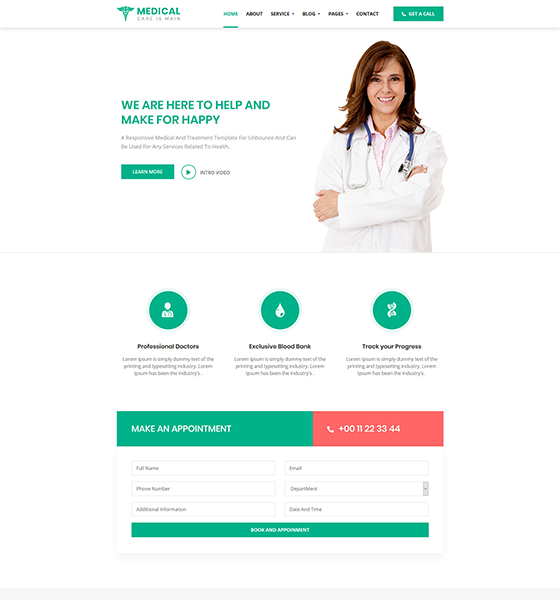 MEDICAL
CARE IS MAIN
HOME ABOUT SERVICE BLOG PAGES CONTACT GET A CALL
WE ARE HERE TO HELP AND
MAKE FOR HAPPY
A Responsive Medical And Treatment Template For Unbounce And Can
Be Used For Any Services Related To Health.
LEARN MORE INTRO VIDEO
Professional Doctors
Lorem Ipsum is simply dummy text of the
printing and typesetting industry. Lorem
Ipsum has been the industry's .
Exclusive Blood Bank
Lorem Ipsum is simply dummy text of the
printing and typesetting industry. Lorem
Ipsum has been the industry's .
Track your Progress
Lorem Ipsum is simply dummy text of the
printing and typesetting industry. Lorem
Ipsum has been the industry's .
MAKE AN APPOINTMENT +00 11 22 33 44
Full Name Email
Phone Number DepartMent
Additional Information Date And Time
BOOK AND APPOINMENT